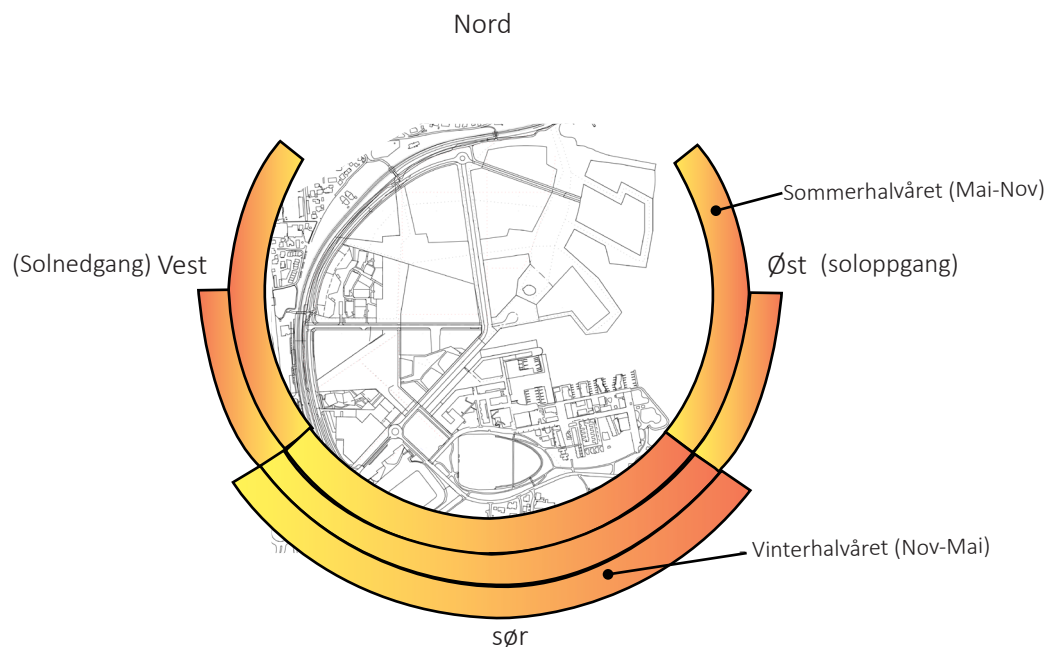 Nord
Sommerhalvåret (Mai-Nov)
(Solnedgang) Vest
Øst (soloppgang)
Vinterhalvåret (Nov-Mai)
sør